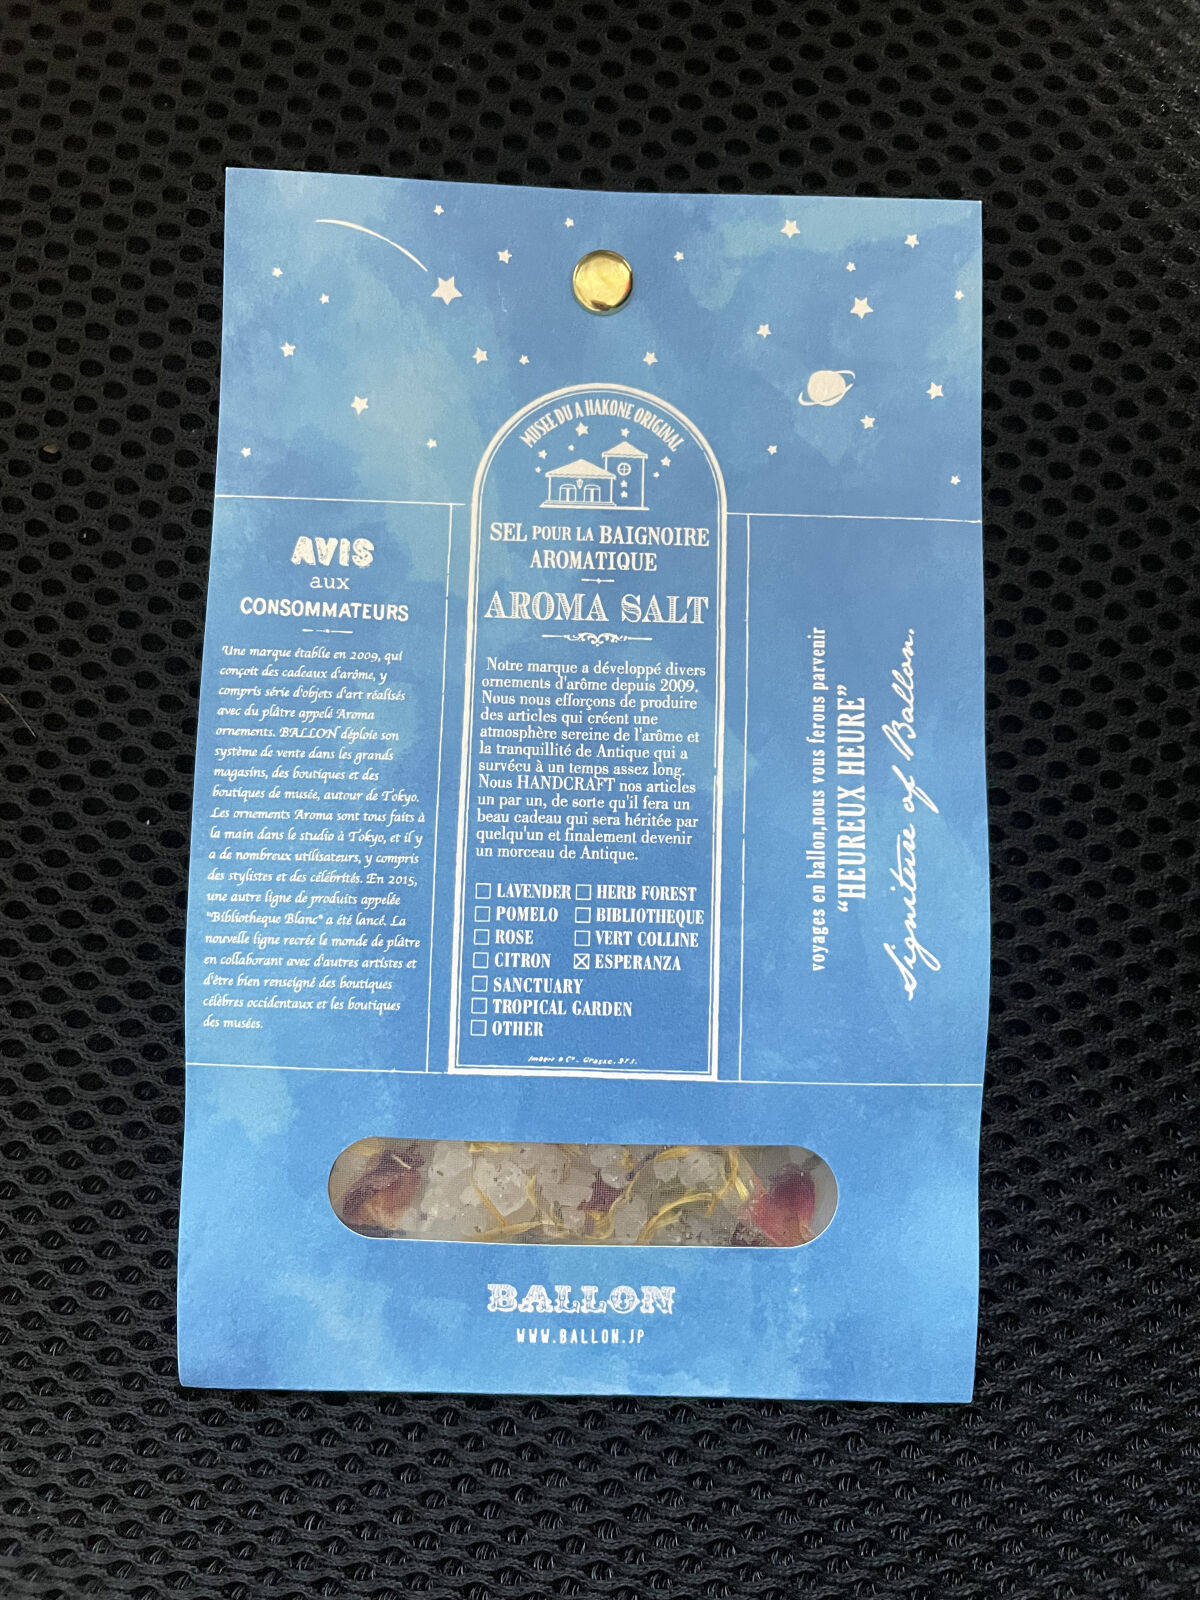 MUSEE DU A HAKONE ORIGINAL
SEL POUR LA BAIGNOIRE
AROMATIQUE
AROMA SALT
Notre marque a développé divers
ornements d'arôme depuis 2009.
Nous nous efforçons de produire
des articles qui créent une
atmosphère sereine de l'arôme et
la tranquillité de Antique qui a
survécu à un temps assez long.
Nous HANDCRAFT nos articles
un par un, de sorte qu'il fera un
beau cadeau qui sera héritée par
quelqu'un et finalement devenir
un morceau de Antique.
☐ LAVENDER ☐ HERB FOREST
☐ POMELO ☐ BIBLIOTHEQUE
☐ ROSE ☐ VERT COLLINE
☐ CITRON ☒ ESPERANZA
☐ SANCTUARY
☐ TROPICAL GARDEN
☐ OTHER
AVIS
aux
CONSOMMATEURS
Une marque établie en 2009, qui
conçoit des cadeaux d'arôme, y
compris série d'objets d'art réalisés
avec du plâtre appelé Aroma
ornements. BALLON déploie son
système de vente dans les grands
magasins, des boutiques et des
boutiques de musée, autour de Tokyo.
Les ornements Aroma sont tous faits à
la main dans le studio à Tokyo, et il y
a de nombreux utilisateurs, y compris
des stylistes et des célébrités. En 2015,
une autre ligne de produits appelée
"Bibliotheque Blanc" a été lancé. La
nouvelle ligne recrée le monde de plâtre
en collaborant avec d'autres artistes et
d'être bien renseigné des boutiques
célèbres occidentaux et les boutiques
des musées.
voyages en ballon,nous vous ferons parvenir
“HEUREUX HEURE”
Signiture of Ballon.
BALLON
WWW.BALLON.JP